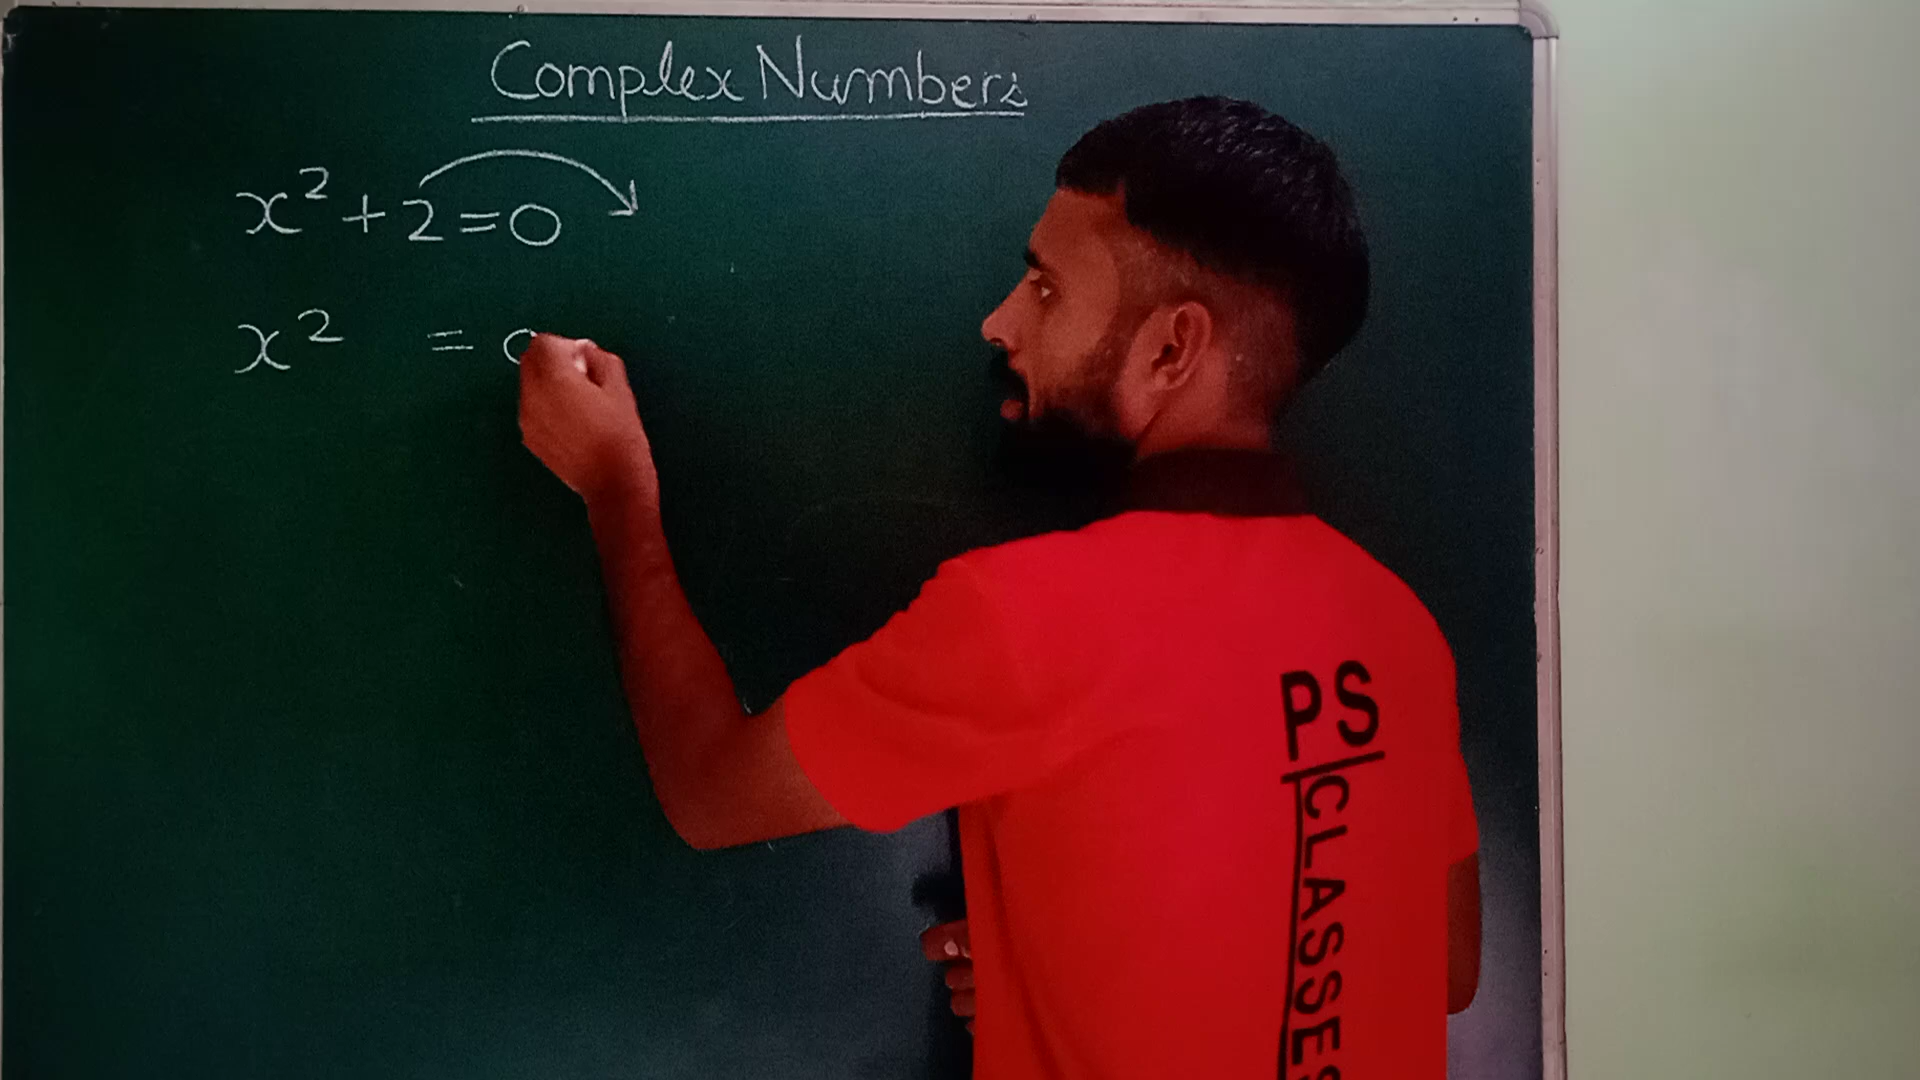 Complex Numbers
x² + 2 = 0
x² = 0
PS
CLASSES